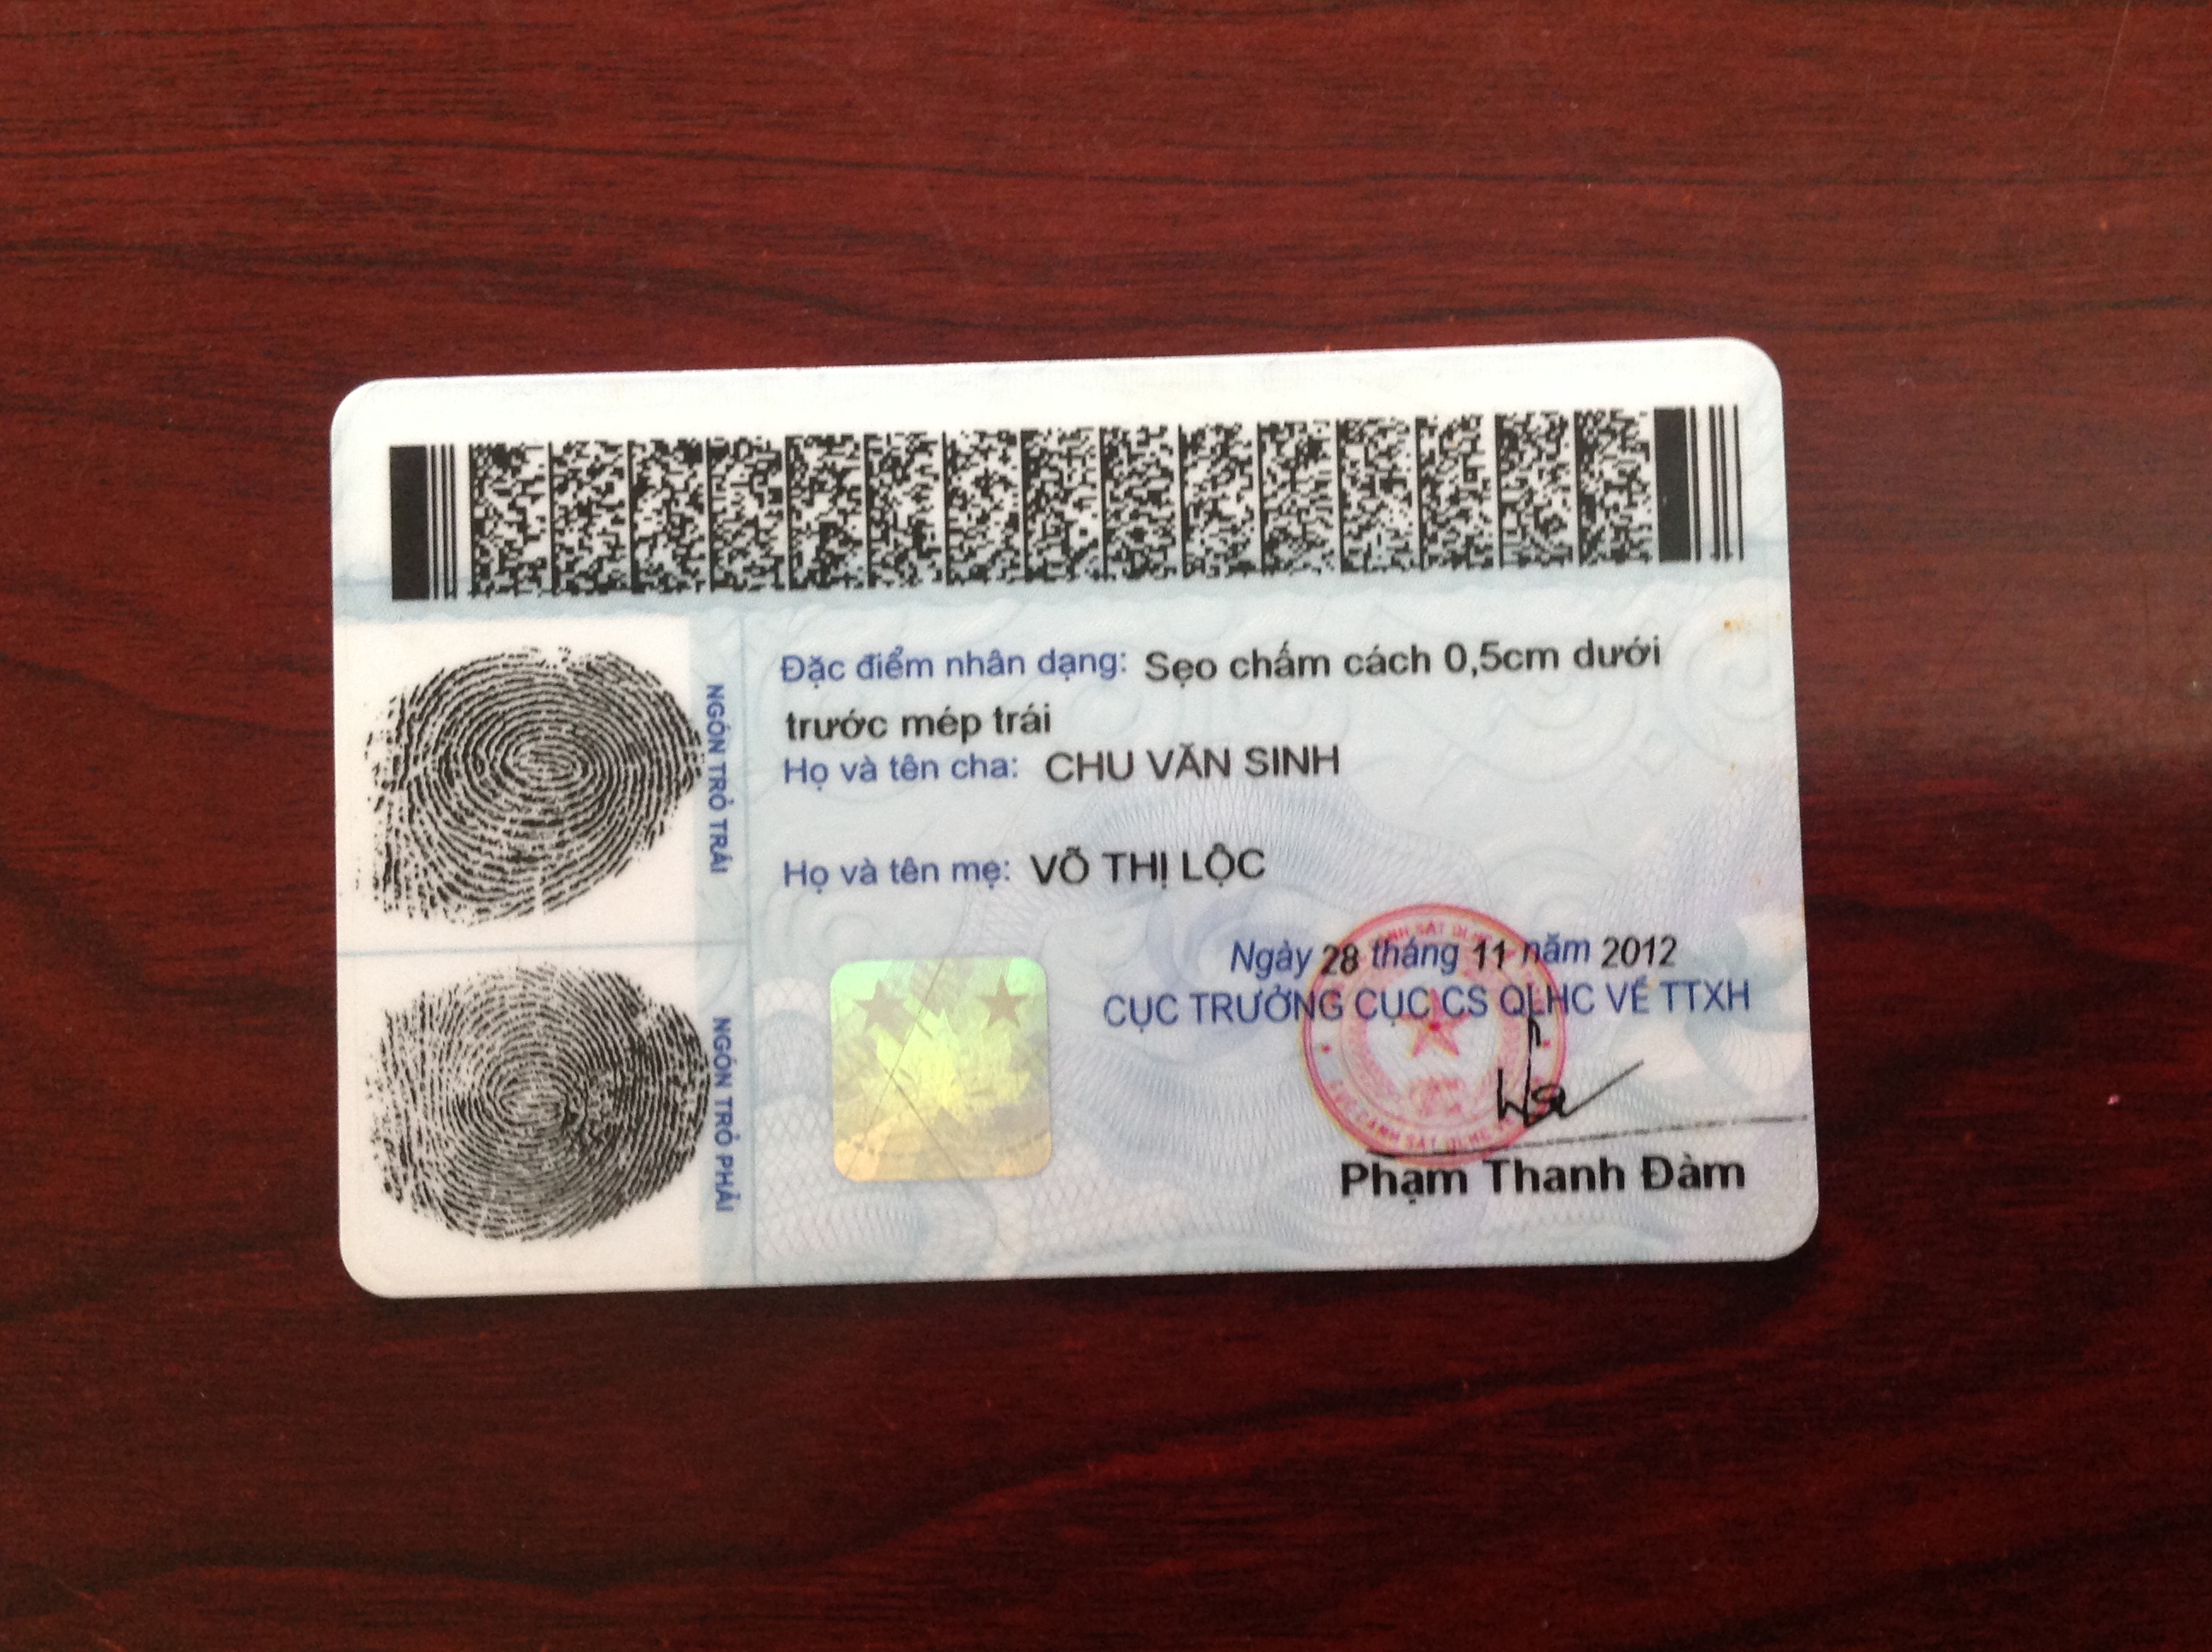 Đặc điểm nhân dạng: Sẹo chấm cách 0,5cm dưới
trước mép trái
Họ và tên cha: CHU VĂN SINH
Họ và tên mẹ: VÕ THỊ LỘC
NGÓN TRỎ TRÁI
NGÓN TRỎ PHẢI
Ngày 28 tháng 11 năm 2012
CỤC TRƯỞNG CỤC CS QLHC VỀ TTXH
Phạm Thanh Đàm